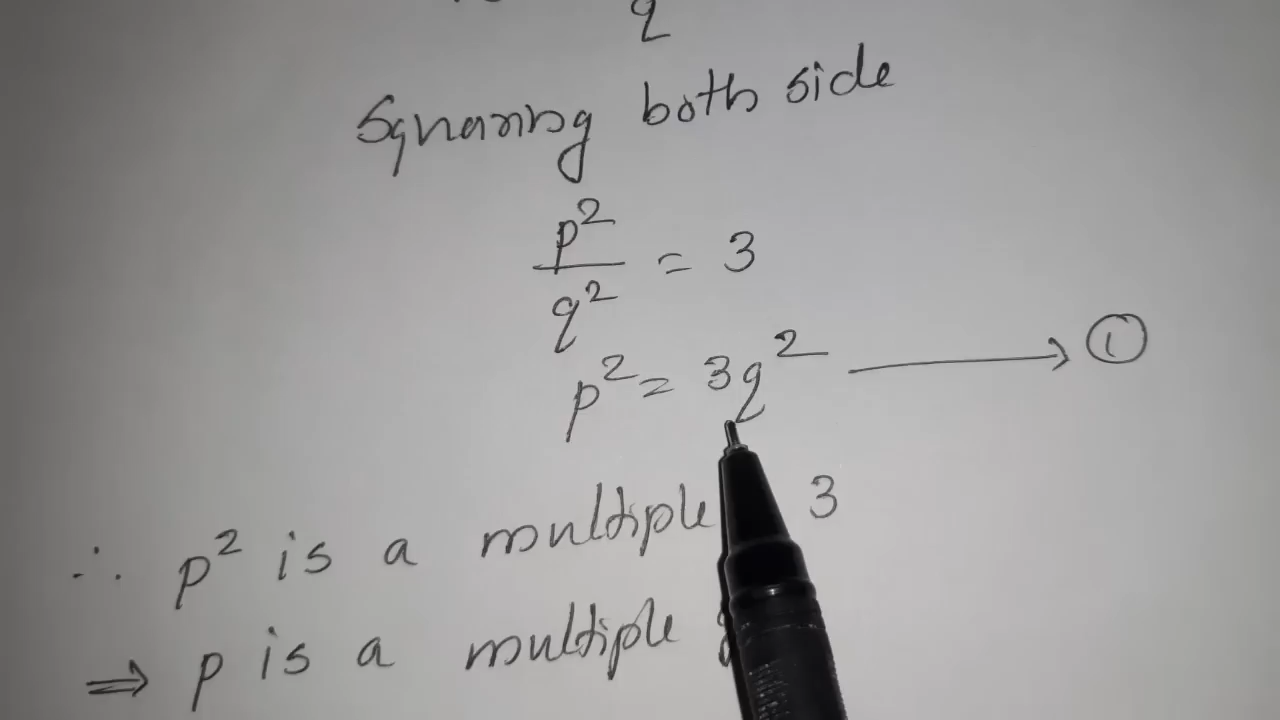 q
Squaring both side
p²
q² = 3
p² = 3q² ⟶ ①
∴ p² is a multiple 3
⇒ p is a multiple